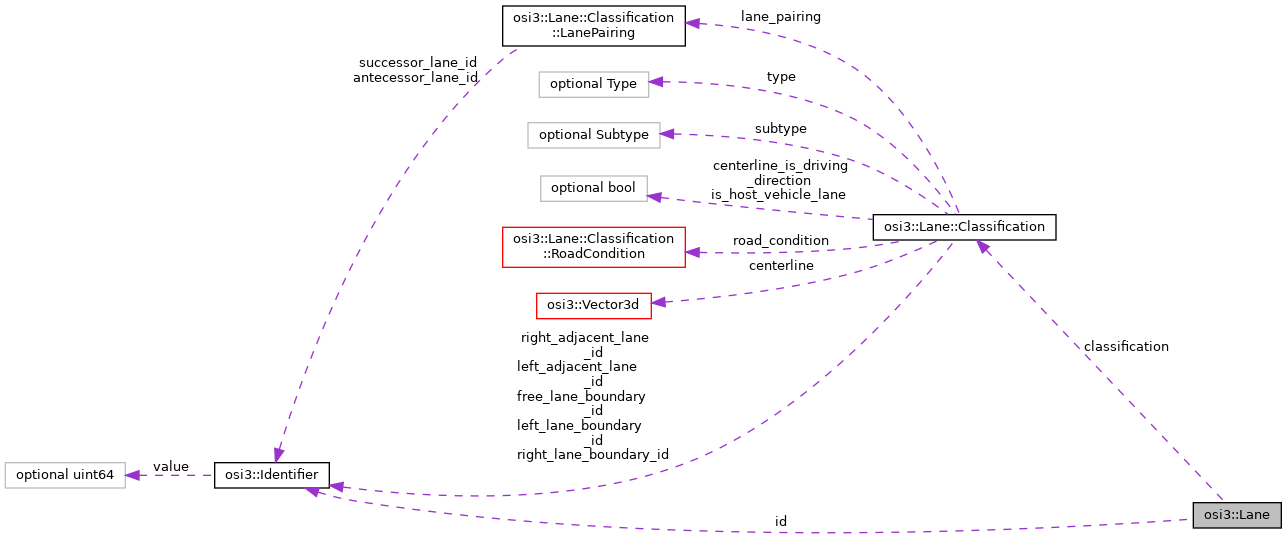 osi3::Lane::Classification
::LanePairing
lane_pairing
successor_lane_id
antecessor_lane_id
optional Type
type
optional Subtype
subtype
optional bool
centerline_is_driving
_direction
is_host_vehicle_lane
osi3::Lane::Classification
osi3::Lane::Classification
::RoadCondition
road_condition
osi3::Vector3d
centerline
right_adjacent_lane
_id
left_adjacent_lane
_id
free_lane_boundary
_id
left_lane_boundary
_id
right_lane_boundary_id
classification
optional uint64
value
osi3::Identifier
id
osi3::Lane